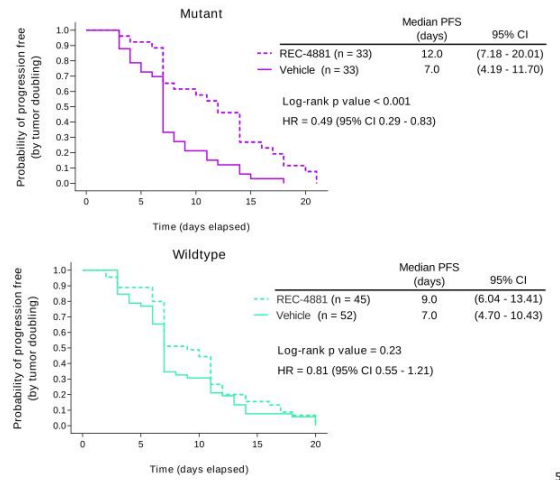 Mutant
Median PFS
(days)
95% CI
REC-4881 (n = 33) 12.0 (7.18 - 20.01)
Vehicle (n = 33) 7.0 (4.19 - 11.70)
Log-rank p value < 0.001
HR = 0.49 (95% CI 0.29 - 0.83)
Probability of progression free
(by tumor doubling)
1.0
0.9
0.8
0.7
0.6
0.5
0.4
0.3
0.2
0.1
0.0
0 5 10 15 20
Time (days elapsed)
Wildtype
Median PFS
(days)
95% CI
REC-4881 (n = 45) 9.0 (6.04 - 13.41)
Vehicle (n = 52) 7.0 (4.70 - 10.43)
Log-rank p value = 0.23
HR = 0.81 (95% CI 0.55 - 1.21)
Probability of progression free
(by tumor doubling)
1.0
0.9
0.8
0.7
0.6
0.5
0.4
0.3
0.2
0.1
0.0
0 5 10 15 20
Time (days elapsed)